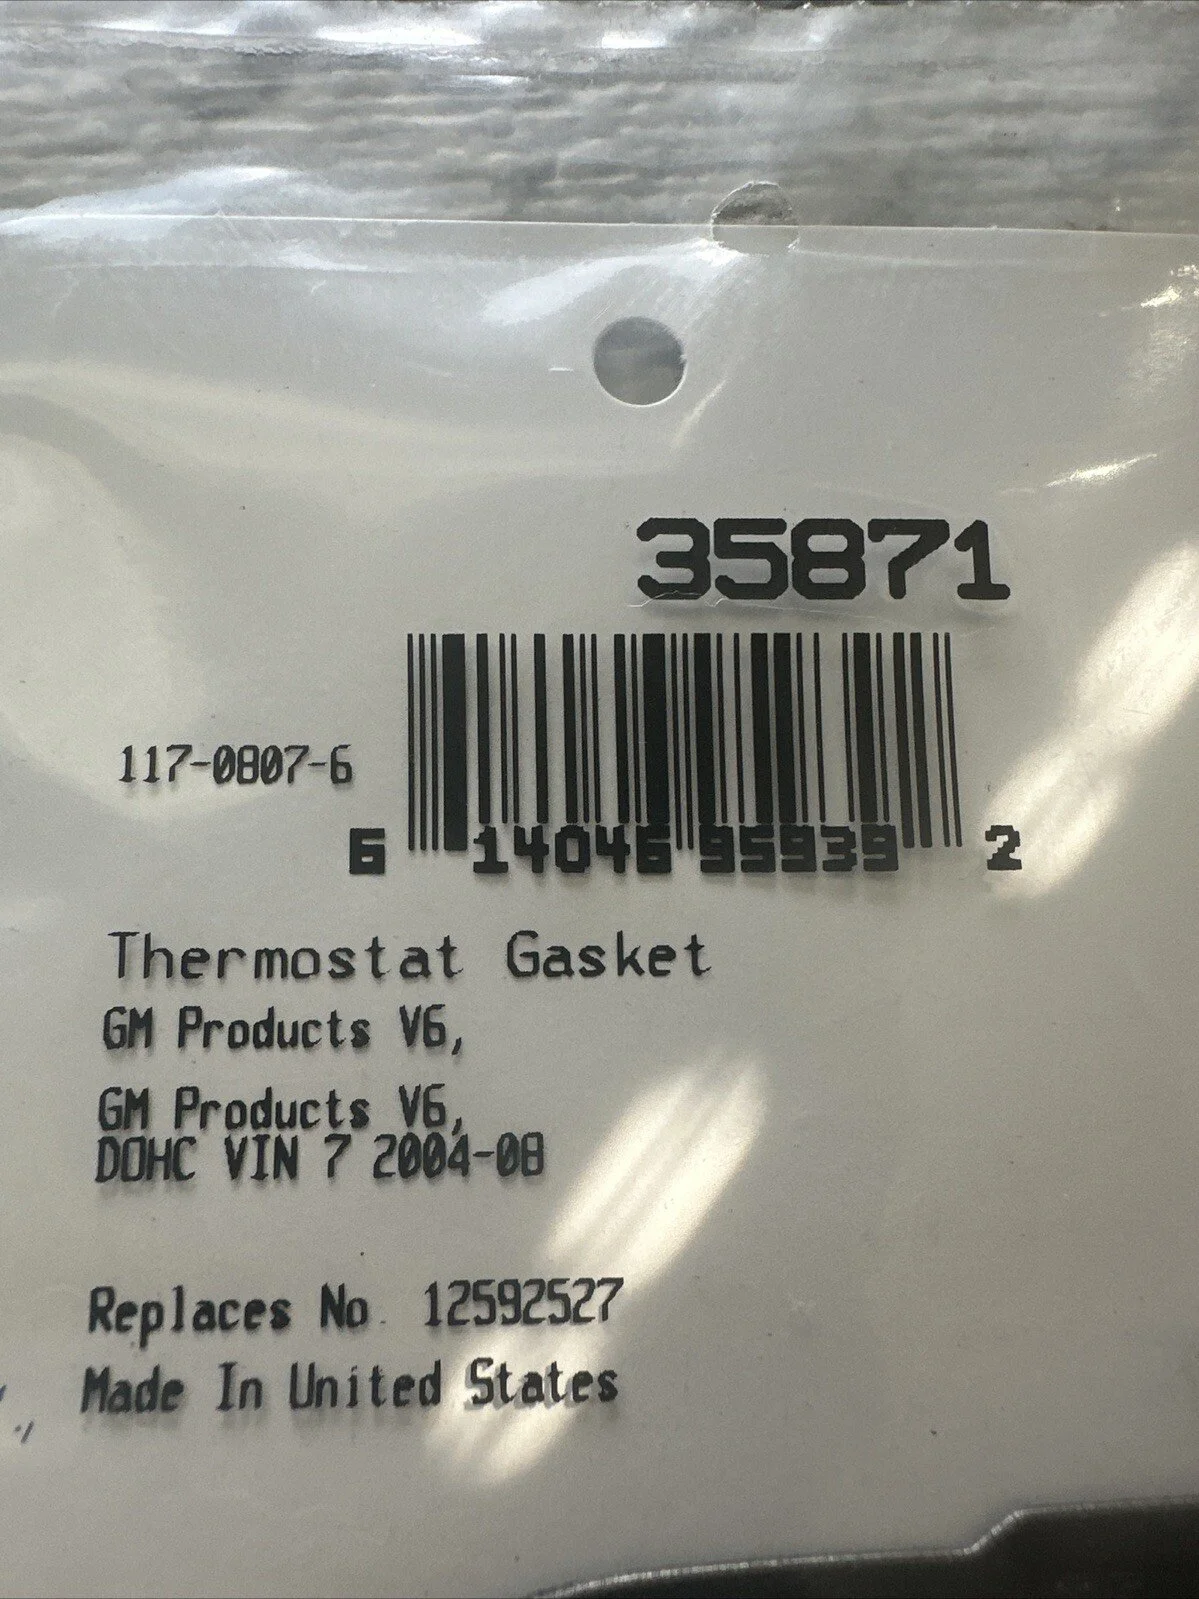 35871
117-0807-6
6 14046 95939 2
Thermostat Gasket
GM Products V6,
GM Products V6,
DOHC VIN 7 2004-08
Replaces No. 12592527
Made In United States